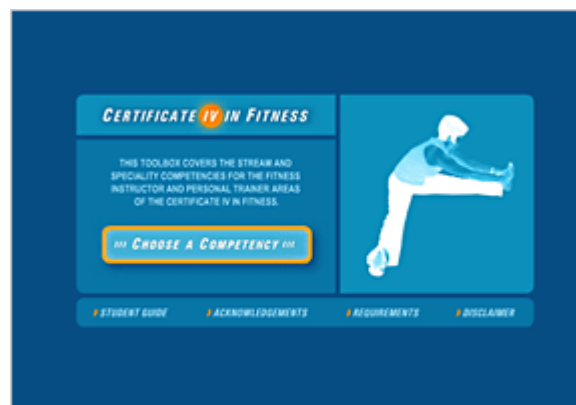 CERTIFICATE IV IN FITNESS
THIS TOOLBOX COVERS THE STREAM AND
SPECIALITY COMPETENCIES FOR THE FITNESS
INSTRUCTOR AND PERSONAL TRAINER AREAS
OF THE CERTIFICATE IV IN FITNESS.
CHOOSE A COMPETENCY
STUDENT GUIDE ACKNOWLEDGEMENTS REQUIREMENTS DISCLAIMER